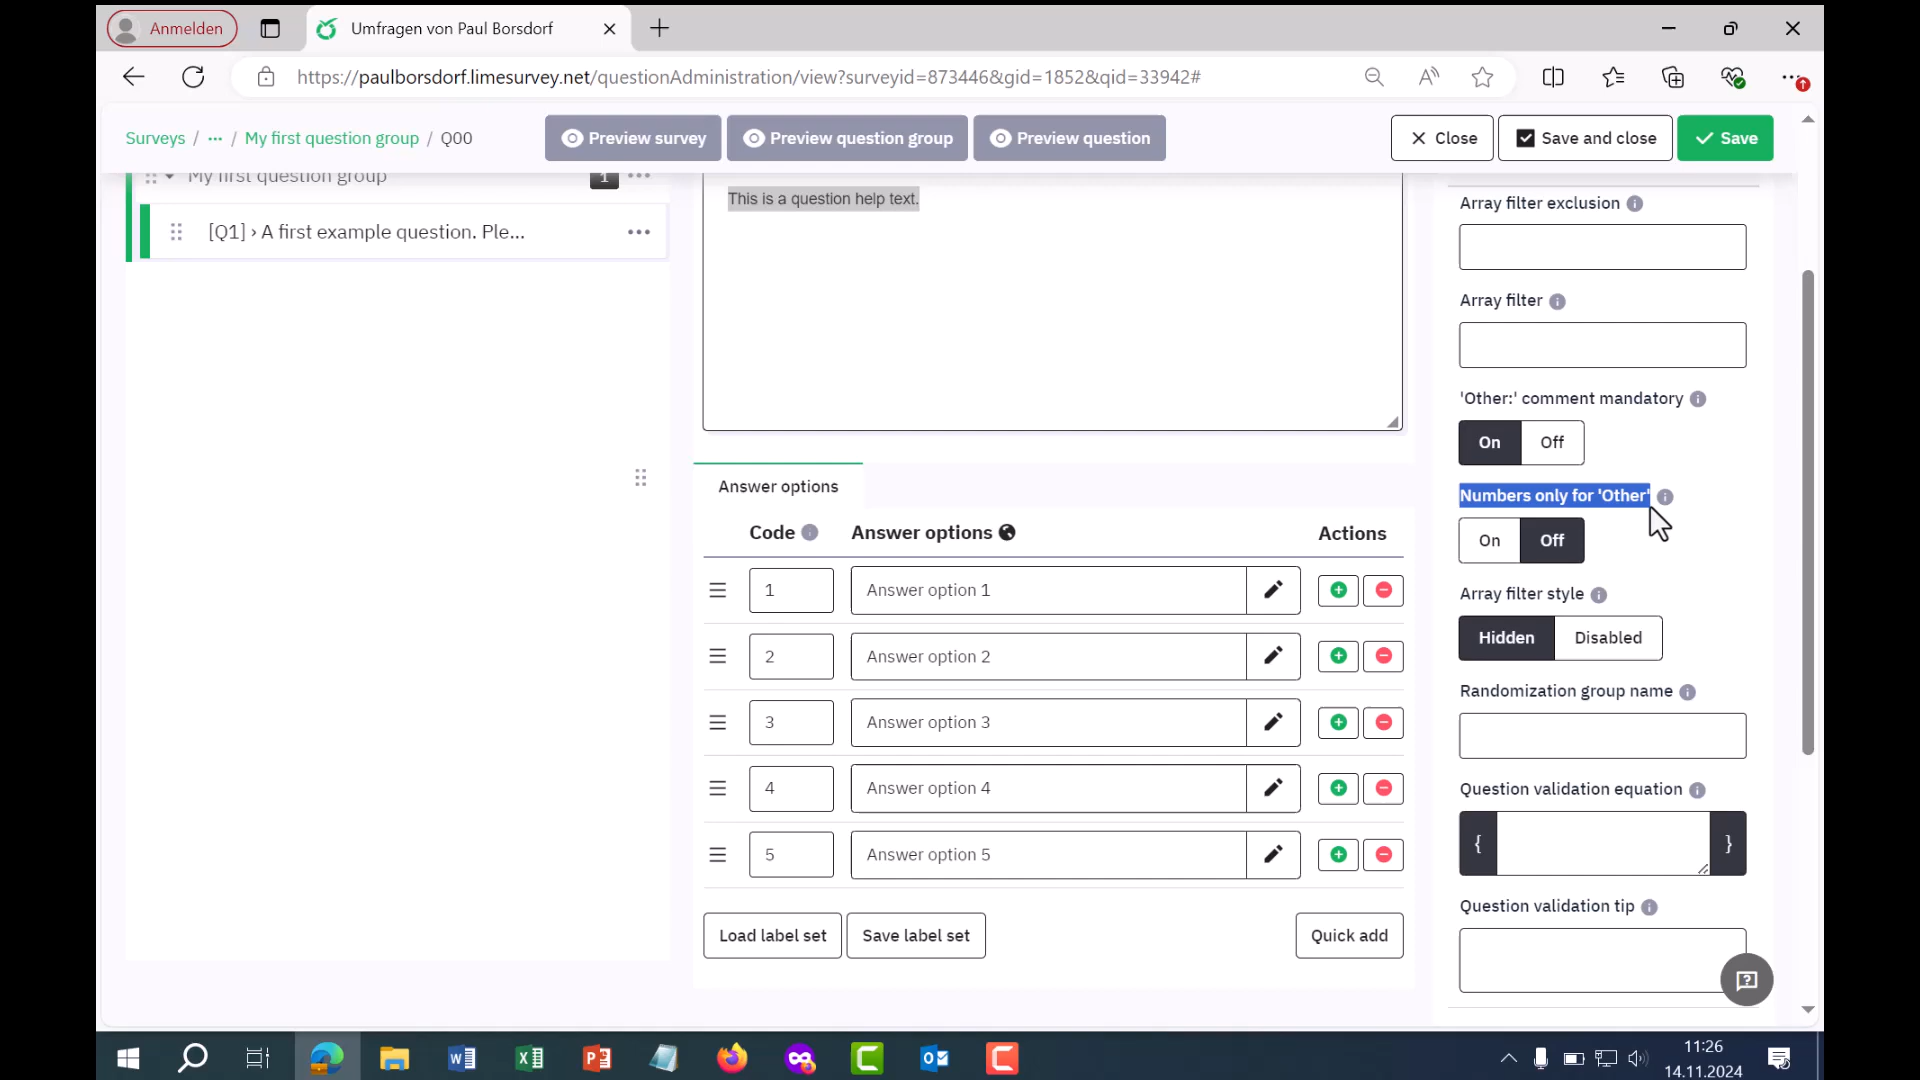 Anmelden
Umfragen von Paul Borsdorf
https://paulborsdorf.limesurvey.net/questionAdministration/view?surveyid=873446&gid=1852&qid=33942#
Surveys / ··· / My first question group / Q00
Preview survey
Preview question group
Preview question
Close
Save and close
Save
My first question group
1
[Q1] › A first example question. Ple...
This is a question help text.
Answer options
Code
Answer options
Actions
1
Answer option 1
2
Answer option 2
3
Answer option 3
4
Answer option 4
5
Answer option 5
Load label set
Save label set
Quick add
Array filter exclusion
Array filter
'Other:' comment mandatory
On
Off
Numbers only for 'Other'
On
Off
Array filter style
Hidden
Disabled
Randomization group name
Question validation equation
{
}
Question validation tip
11:26
14.11.2024